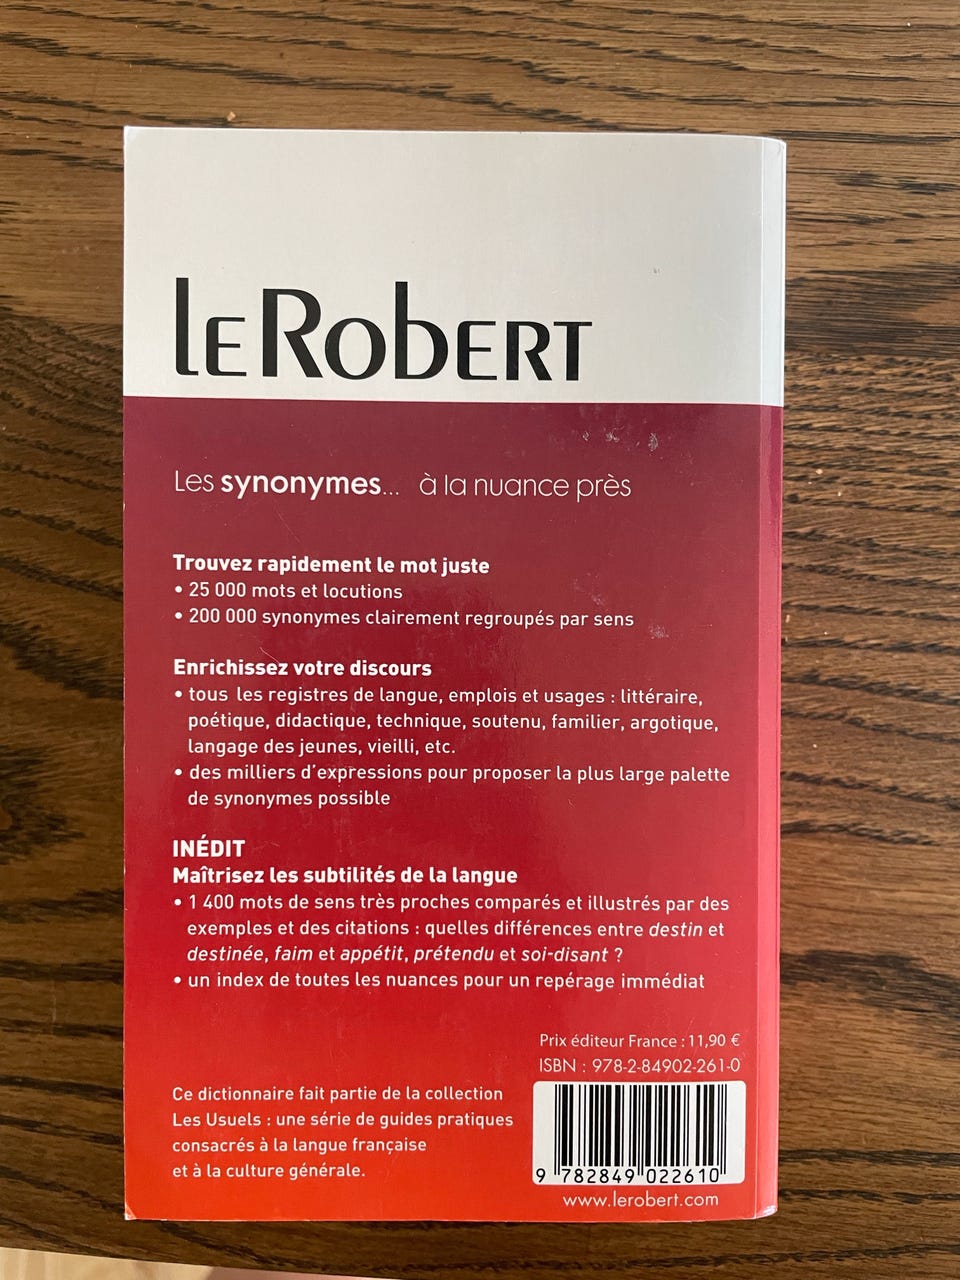 LE ROBERT
Les synonymes... à la nuance près
Trouvez rapidement le mot juste
• 25 000 mots et locutions
• 200 000 synonymes clairement regroupés par sens
Enrichissez votre discours
• tous les registres de langue, emplois et usages : littéraire,
poétique, didactique, technique, soutenu, familier, argotique,
langage des jeunes, vieilli, etc.
• des milliers d'expressions pour proposer la plus large palette
de synonymes possible
INÉDIT
Maîtrisez les subtilités de la langue
• 1 400 mots de sens très proches comparés et illustrés par des
exemples et des citations : quelles différences entre destin et
destinée, faim et appétit, prétendu et soi-disant ?
• un index de toutes les nuances pour un repérage immédiat
Prix éditeur France : 11,90 €
ISBN : 978-2-84902-261-0
Ce dictionnaire fait partie de la collection
Les Usuels : une série de guides pratiques
consacrés à la langue française
et à la culture générale.
9 782849 022610
www.lerobert.com